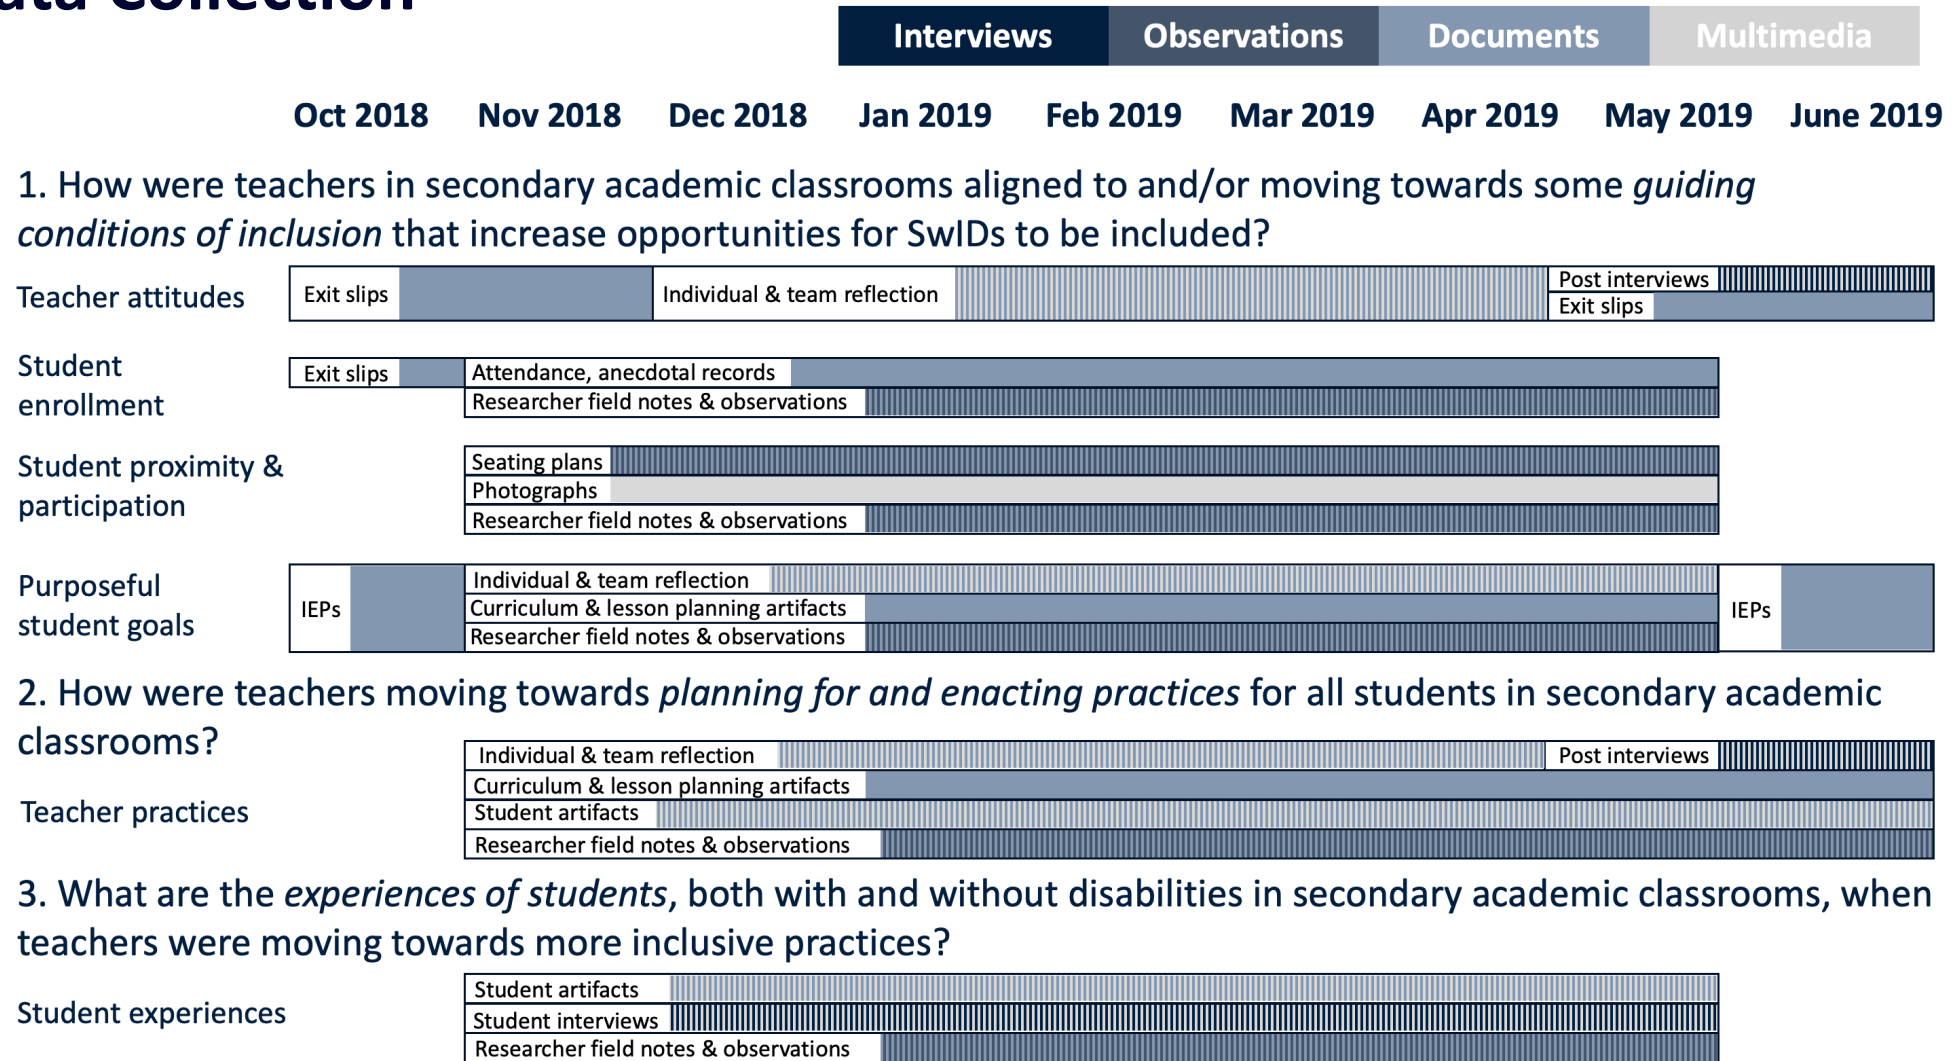 Collection
Interviews Observations Documents Multimedia
Oct 2018 Nov 2018 Dec 2018 Jan 2019 Feb 2019 Mar 2019 Apr 2019 May 2019 June 2019
1. How were teachers in secondary academic classrooms aligned to and/or moving towards some guiding
conditions of inclusion that increase opportunities for SwIDs to be included?
Teacher attitudes
Exit slips
Individual & team reflection
Post interviews
Exit slips
Student
enrollment
Exit slips
Attendance, anecdotal records
Researcher field notes & observations
Student proximity &
participation
Seating plans
Photographs
Researcher field notes & observations
Purposeful
student goals
IEPs
Individual & team reflection
Curriculum & lesson planning artifacts
Researcher field notes & observations
IEPs
2. How were teachers moving towards planning for and enacting practices for all students in secondary academic
classrooms?
Teacher practices
Individual & team reflection
Post interviews
Curriculum & lesson planning artifacts
Student artifacts
Researcher field notes & observations
3. What are the experiences of students, both with and without disabilities in secondary academic classrooms, when
teachers were moving towards more inclusive practices?
Student experiences
Student artifacts
Student interviews
Researcher field notes & observations